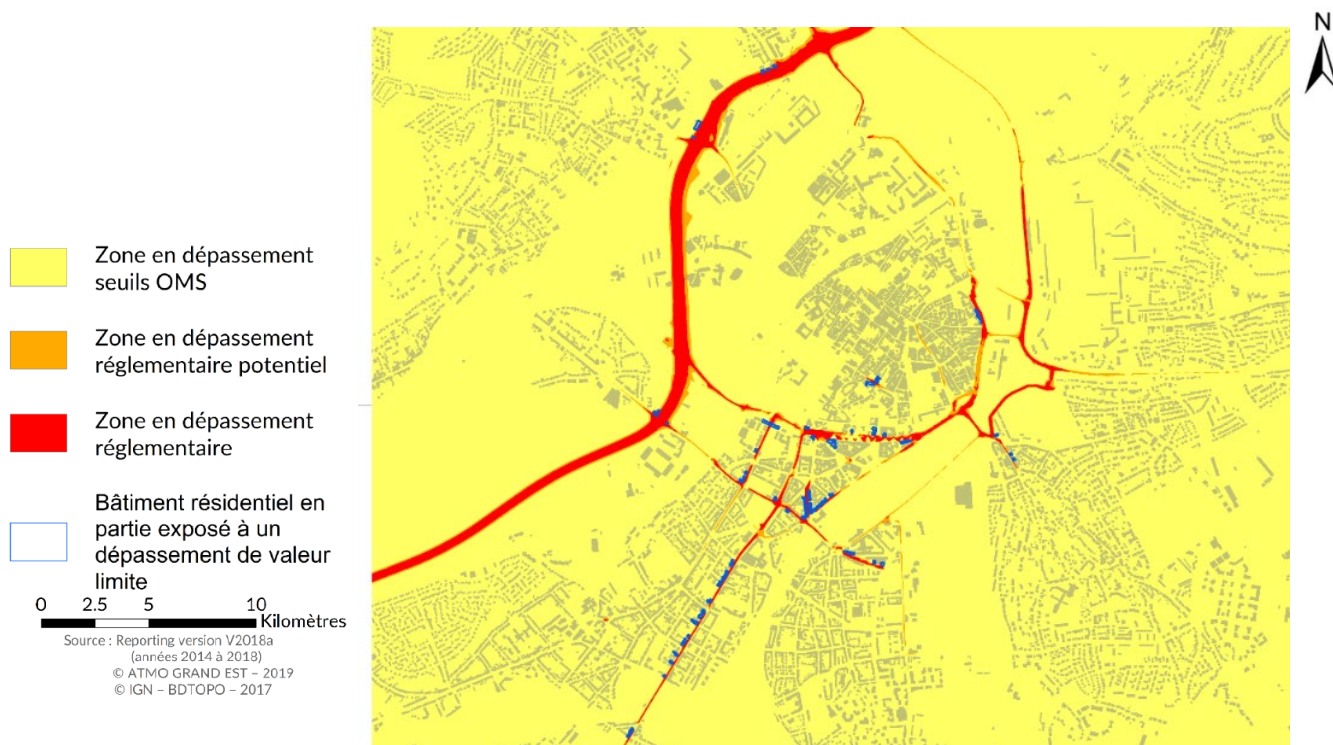 N
Zone en dépassement
seuils OMS
Zone en dépassement
réglementaire potentiel
Zone en dépassement
réglementaire
Bâtiment résidentiel en
partie exposé à un
dépassement de valeur
limite
0 2.5 5 10
Kilomètres
Source : Reporting version V2018a
(années 2014 à 2018)
© ATMO GRAND EST – 2019
© IGN – BDTOPO – 2017